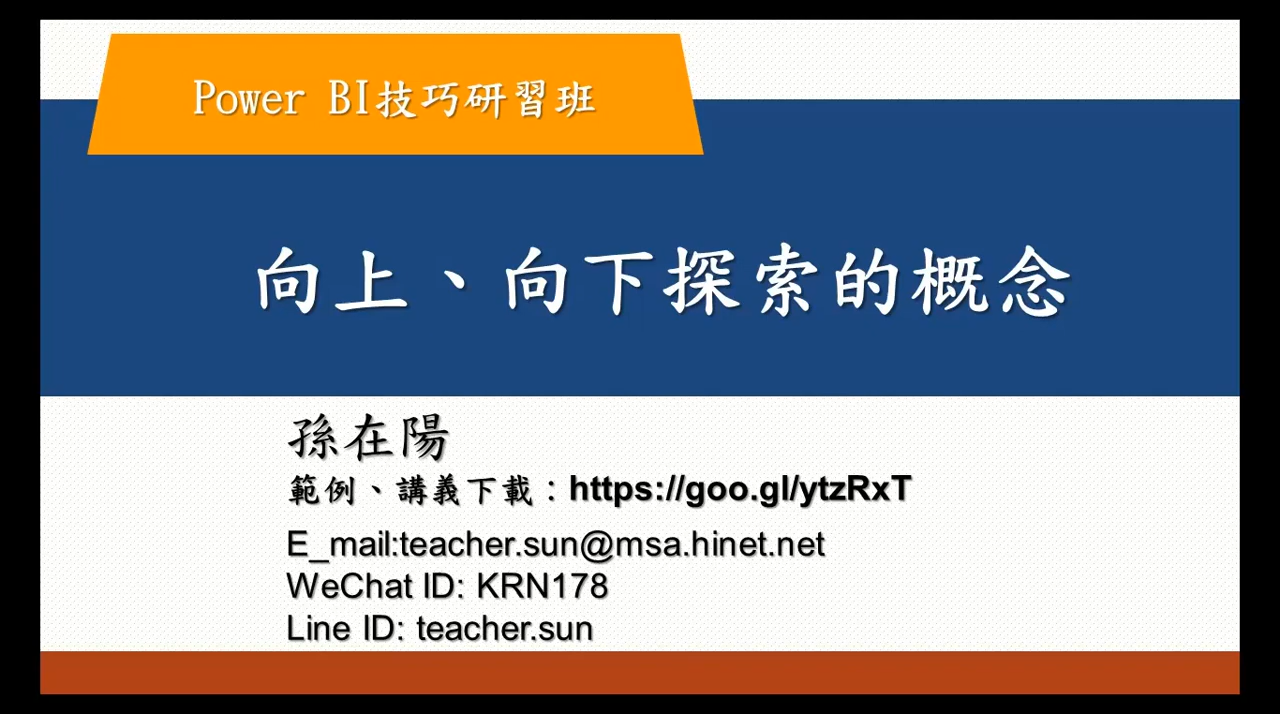 Power BI技巧研習班
向上、向下探索的概念
孫在陽
範例、講義下載：https://goo.gl/ytzRxT
E_mail:teacher.sun@msa.hinet.net
WeChat ID: KRN178
Line ID: teacher.sun